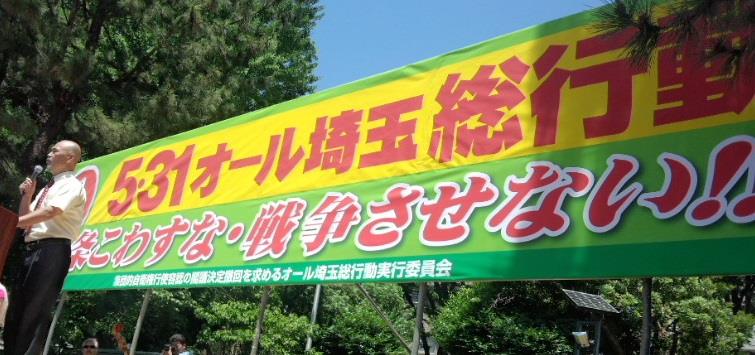 5・31オール埼玉総行動
条こわすな・戦争させない!!
集団的自衛権行使容認の閣議決定撤回を求めるオール埼玉総行動実行委員会